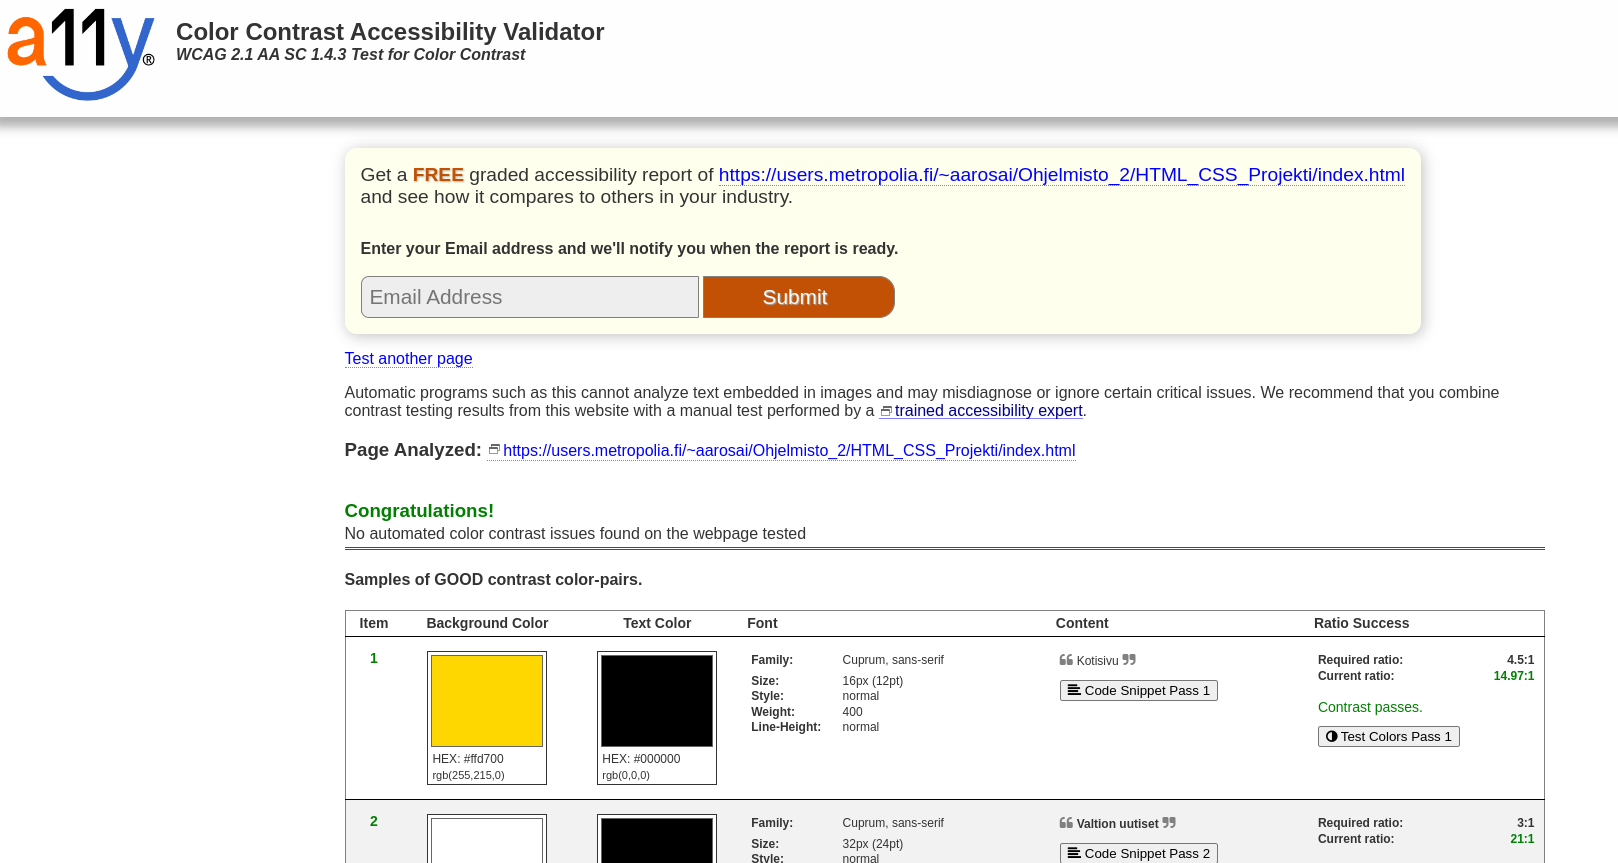 a11y®
Color Contrast Accessibility Validator
WCAG 2.1 AA SC 1.4.3 Test for Color Contrast
Get a FREE graded accessibility report of https://users.metropolia.fi/~aarosai/Ohjelmisto_2/HTML_CSS_Projekti/index.html
and see how it compares to others in your industry.
Enter your Email address and we'll notify you when the report is ready.
Email Address Submit
Test another page
Automatic programs such as this cannot analyze text embedded in images and may misdiagnose or ignore certain critical issues. We recommend that you combine
contrast testing results from this website with a manual test performed by a trained accessibility expert.
Page Analyzed: https://users.metropolia.fi/~aarosai/Ohjelmisto_2/HTML_CSS_Projekti/index.html
Congratulations!
No automated color contrast issues found on the webpage tested
Samples of GOOD contrast color-pairs.
Item Background Color Text Color Font Content Ratio Success
1 Family: Cuprum, sans-serif ❝ Kotisivu ❞ Required ratio: 4.5:1
Size: 16px (12pt) Current ratio: 14.97:1
Style: normal Code Snippet Pass 1
Weight: 400 Contrast passes.
Line-Height: normal Test Colors Pass 1
HEX: #ffd700 HEX: #000000
rgb(255,215,0) rgb(0,0,0)
2 Family: Cuprum, sans-serif ❝ Valtion uutiset ❞ Required ratio: 3:1
Size: 32px (24pt) Current ratio: 21:1
Style: normal Code Snippet Pass 2